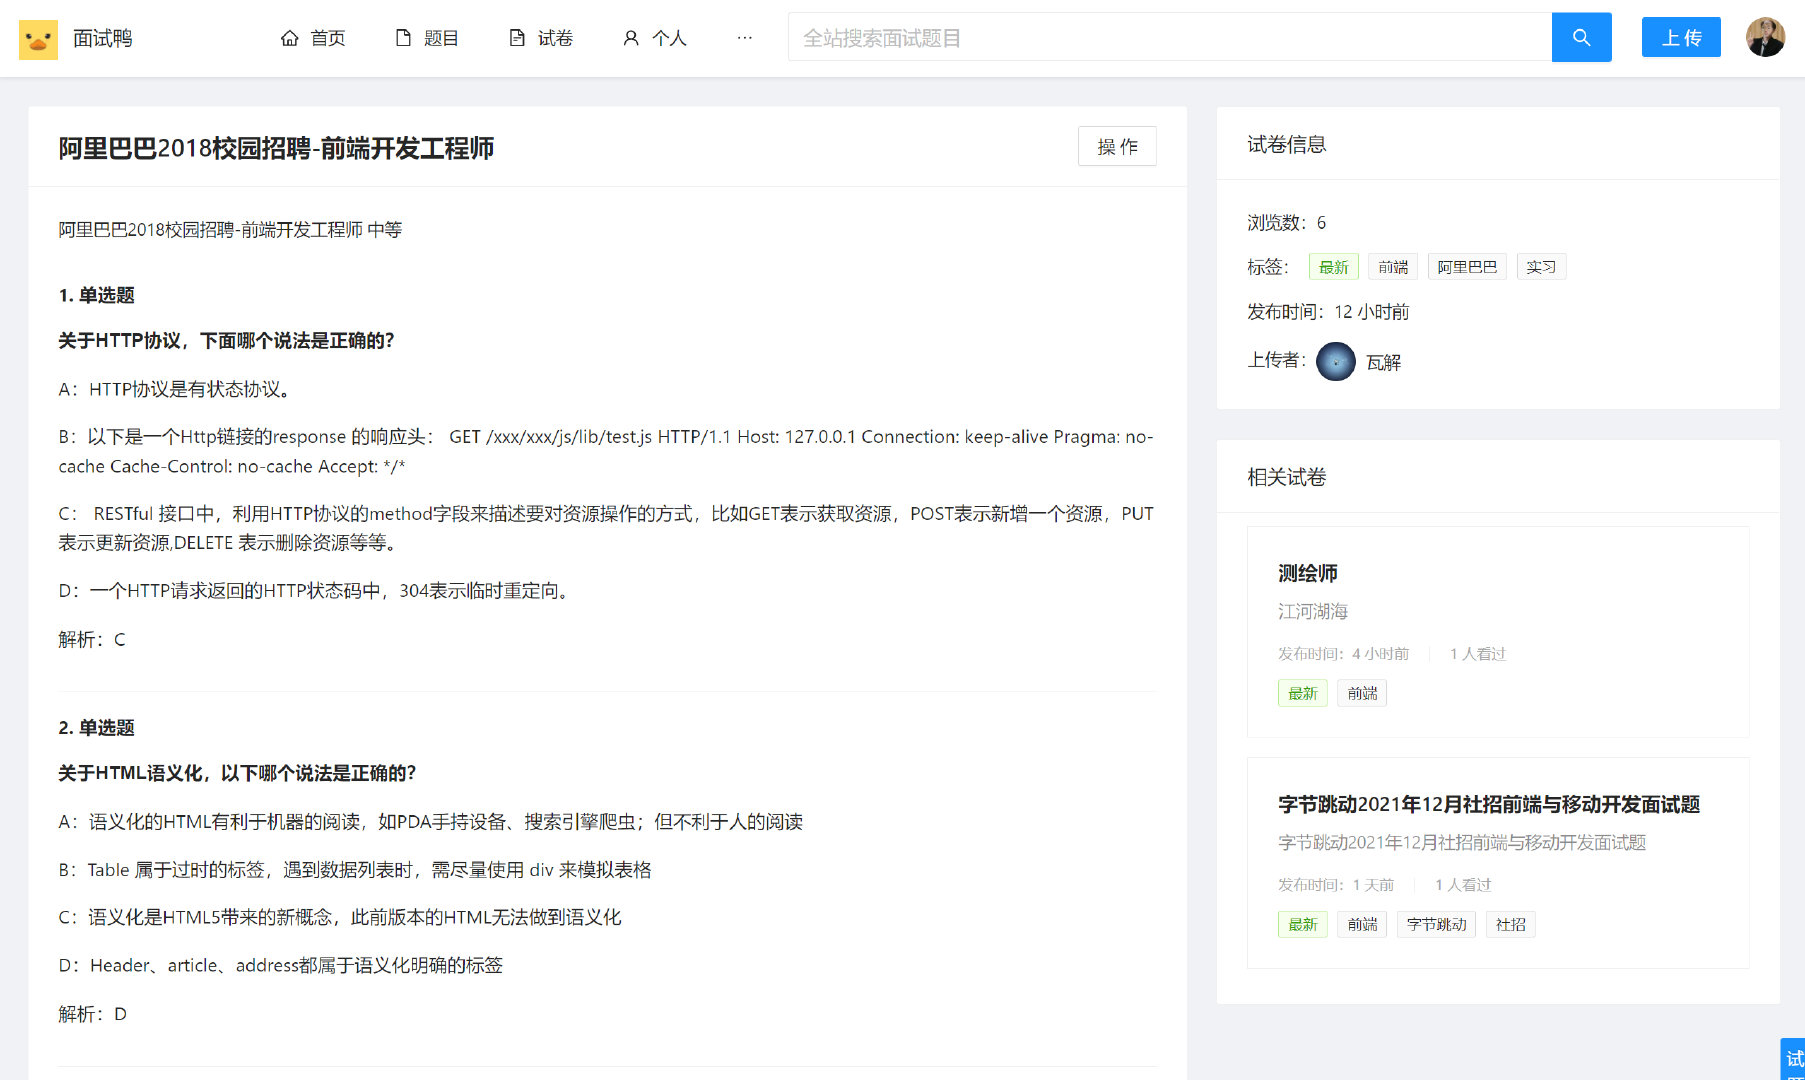 面试鸭
首页
题目
试卷
个人
···
全站搜索面试题目
上 传
阿里巴巴2018校园招聘-前端开发工程师
操 作
阿里巴巴2018校园招聘-前端开发工程师 中等
1. 单选题
关于HTTP协议，下面哪个说法是正确的？
A：HTTP协议是有状态协议。
B：以下是一个Http链接的response 的响应头： GET /xxx/xxx/js/lib/test.js HTTP/1.1 Host: 127.0.0.1 Connection: keep-alive Pragma: no-
cache Cache-Control: no-cache Accept: */*
C： RESTful 接口中，利用HTTP协议的method字段来描述要对资源操作的方式，比如GET表示获取资源，POST表示新增一个资源，PUT
表示更新资源,DELETE 表示删除资源等等。
D：一个HTTP请求返回的HTTP状态码中，304表示临时重定向。
解析：C
2. 单选题
关于HTML语义化，以下哪个说法是正确的？
A：语义化的HTML有利于机器的阅读，如PDA手持设备、搜索引擎爬虫；但不利于人的阅读
B：Table 属于过时的标签，遇到数据列表时，需尽量使用 div 来模拟表格
C：语义化是HTML5带来的新概念，此前版本的HTML无法做到语义化
D：Header、article、address都属于语义化明确的标签
解析：D
试卷信息
浏览数：6
标签： 最新 前端 阿里巴巴 实习
发布时间：12 小时前
上传者： 瓦解
相关试卷
测绘师
江河湖海
发布时间：4 小时前 1 人看过
最新 前端
字节跳动2021年12月社招前端与移动开发面试题
字节跳动2021年12月社招前端与移动开发面试题
发布时间：1 天前 1 人看过
最新 前端 字节跳动 社招
试